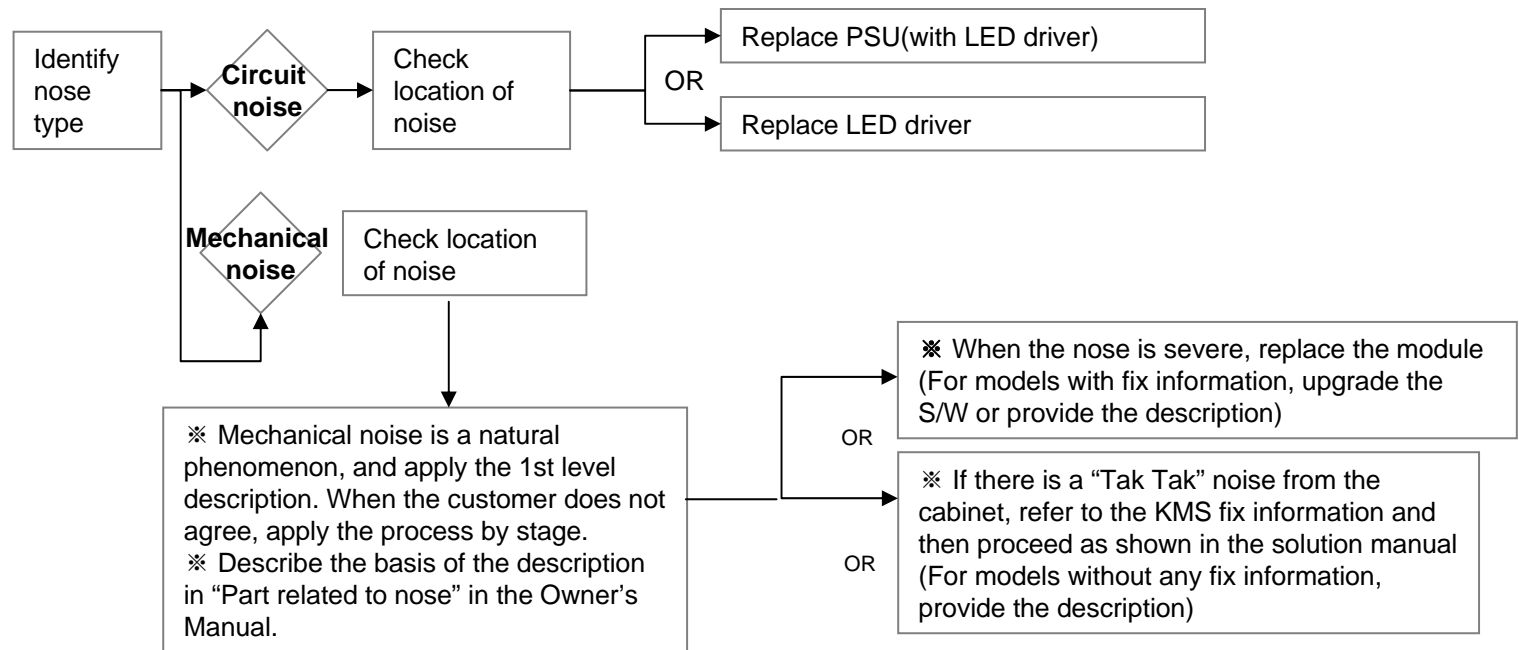 Identify
nose
type
Circuit
noise
Check
location of
noise
Replace PSU(with LED driver)
OR
Replace LED driver
Mechanical
noise
Check location
of noise
※ Mechanical noise is a natural
phenomenon, and apply the 1st level
description. When the customer does not
agree, apply the process by stage.
※ Describe the basis of the description
in “Part related to nose” in the Owner’s
Manual.
※ When the nose is severe, replace the module
(For models with fix information, upgrade the
S/W or provide the description)
OR
※ If there is a “Tak Tak” noise from the
cabinet, refer to the KMS fix information and
then proceed as shown in the solution manual
(For models without any fix information,
provide the description)
OR